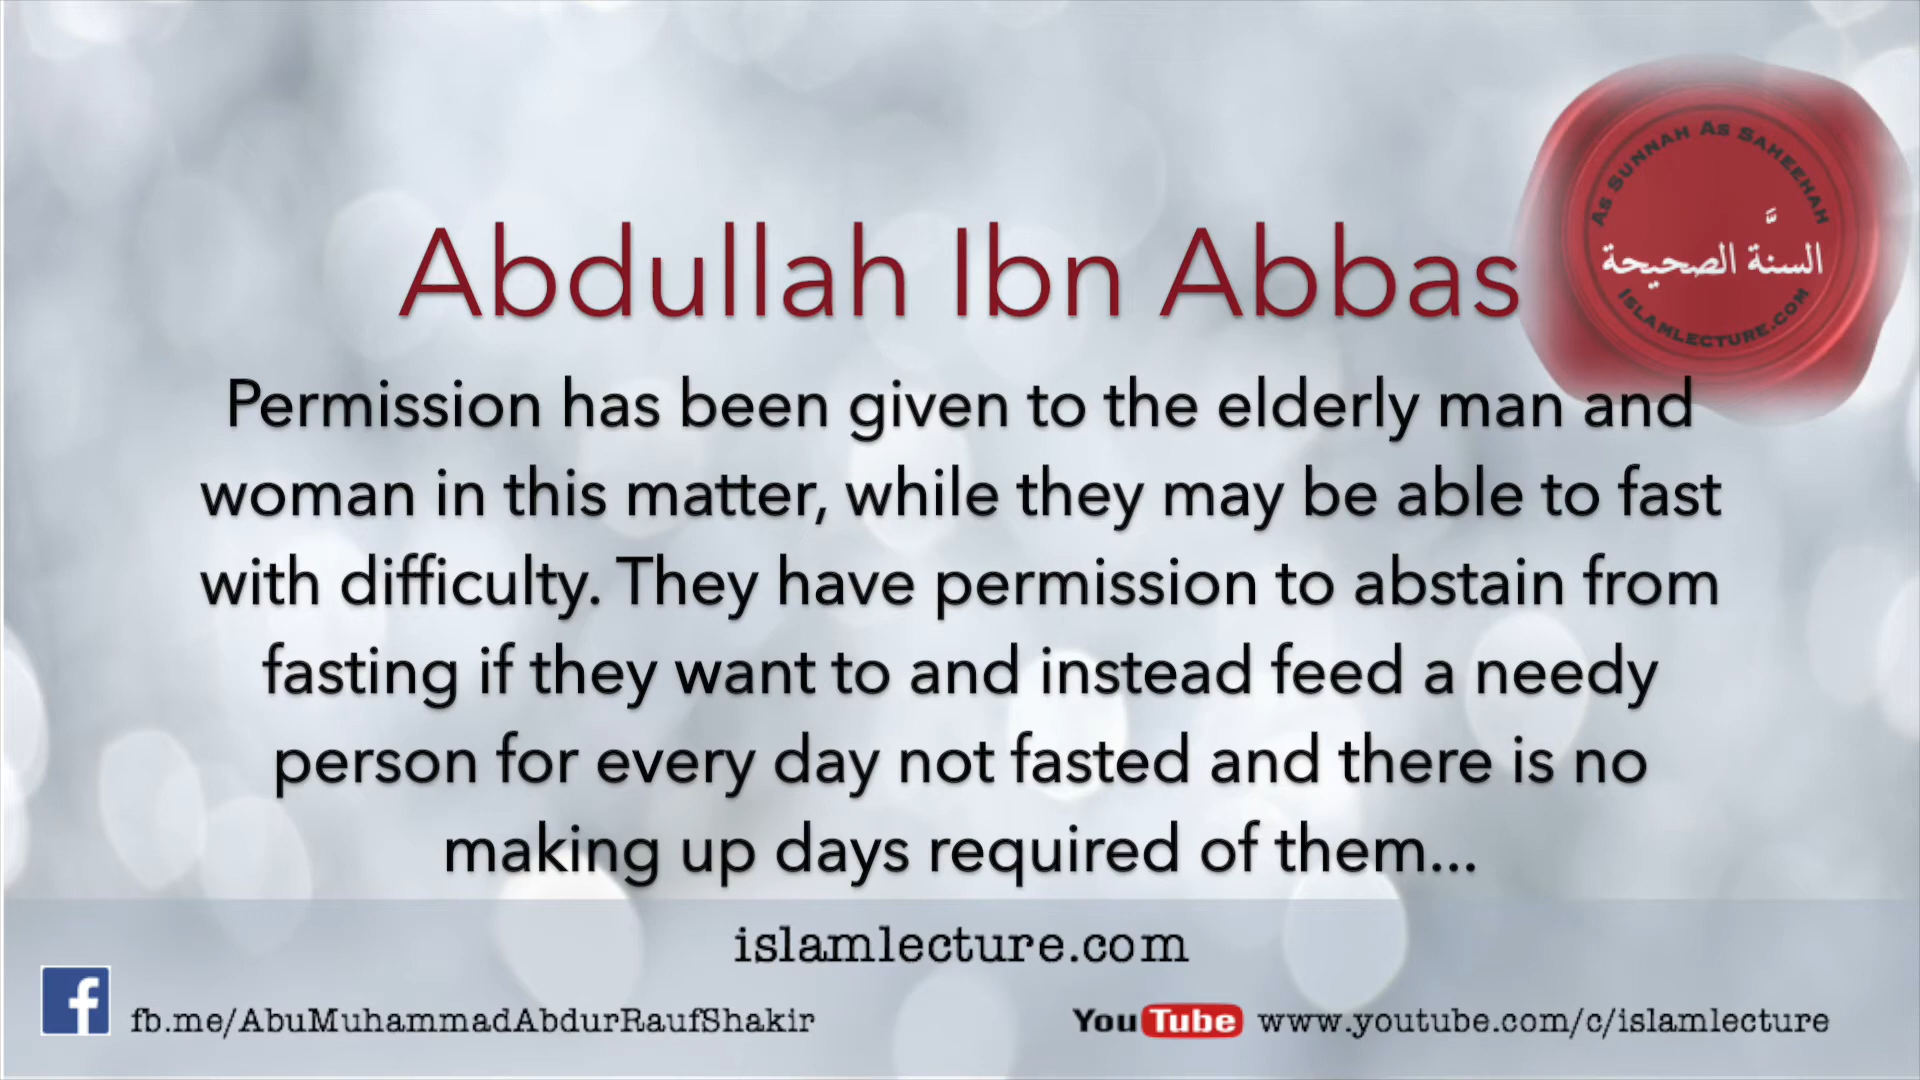 As Sunnah As Saheehah
السنَّة الصحيحة
Islamlecture.com
Abdullah Ibn Abbas
Permission has been given to the elderly man and
woman in this matter, while they may be able to fast
with difficulty. They have permission to abstain from
fasting if they want to and instead feed a needy
person for every day not fasted and there is no
making up days required of them...
islamlecture.com
f fb.me/AbuMuhammadAbdurRaufShakir
YouTube www.youtube.com/c/islamlecture